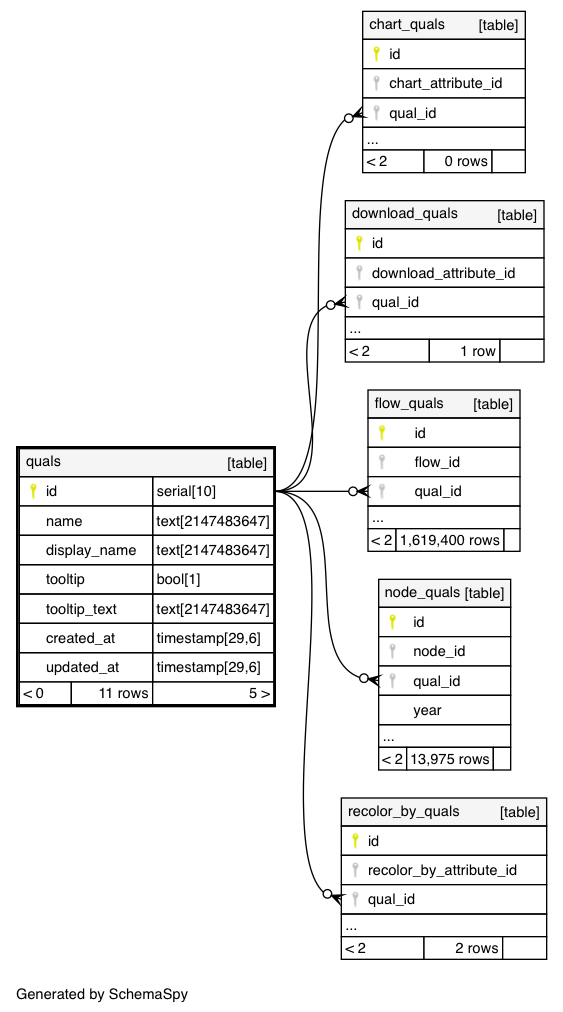 chart_quals [table]
id
chart_attribute_id
qual_id
...
< 2 0 rows
download_quals [table]
id
download_attribute_id
qual_id
...
< 2 1 row
flow_quals [table]
id
flow_id
qual_id
...
< 2 1,619,400 rows
quals [table]
id serial[10]
name text[2147483647]
display_name text[2147483647]
tooltip bool[1]
tooltip_text text[2147483647]
created_at timestamp[29,6]
updated_at timestamp[29,6]
< 0 11 rows 5 >
node_quals [table]
id
node_id
qual_id
year
...
< 2 13,975 rows
recolor_by_quals [table]
id
recolor_by_attribute_id
qual_id
...
< 2 2 rows
Generated by SchemaSpy